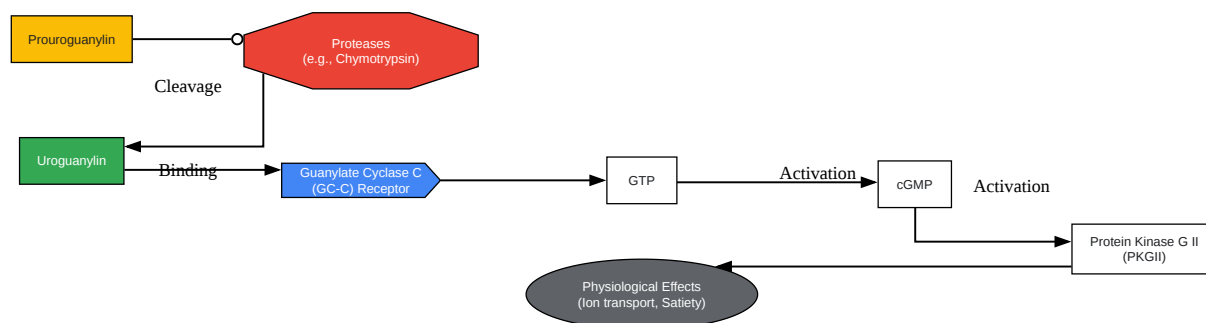 Prouroguanylin
Proteases
(e.g., Chymotrypsin)
Cleavage
Uroguanylin
Binding
Guanylate Cyclase C
(GC-C) Receptor
GTP
Activation
cGMP
Activation
Protein Kinase G II
(PKGII)
Physiological Effects
(Ion transport, Satiety)